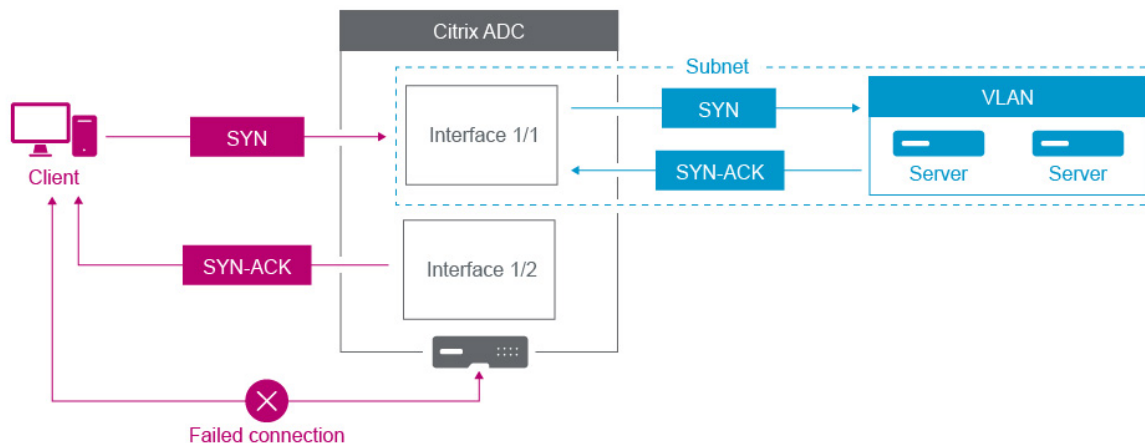 Citrix ADC
Subnet
SYN
VLAN
SYN
Interface 1/1
SYN-ACK
Server
Server
Client
SYN-ACK
Interface 1/2
Failed connection